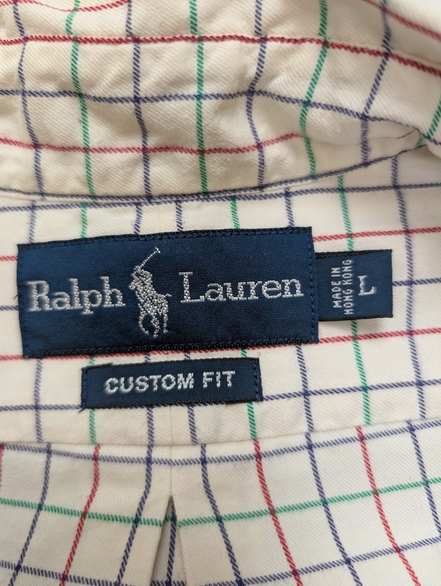 Ralph Lauren
MADE IN
HONG KONG
L
CUSTOM FIT